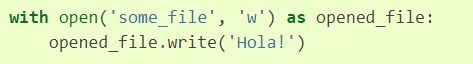 with open('some_file', 'w') as opened_file:
    opened_file.write('Hola!')